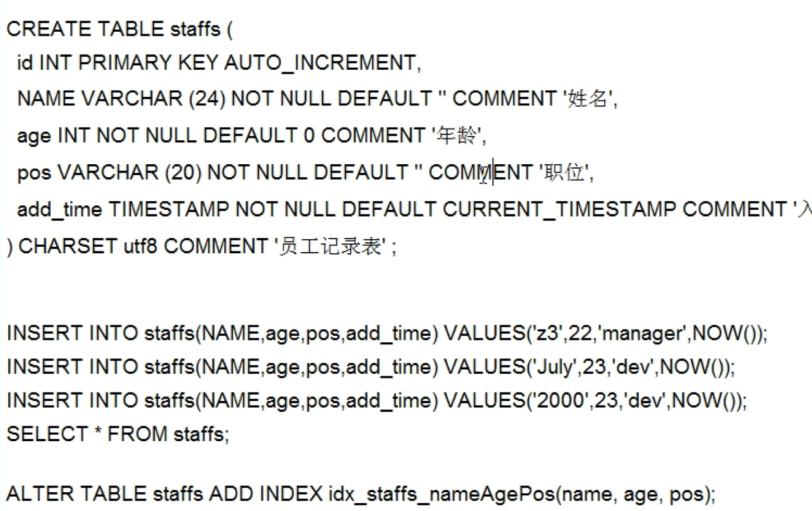 CREATE TABLE staffs (
id INT PRIMARY KEY AUTO_INCREMENT,
NAME VARCHAR (24) NOT NULL DEFAULT '' COMMENT '姓名',
age INT NOT NULL DEFAULT 0 COMMENT '年龄',
pos VARCHAR (20) NOT NULL DEFAULT '' COMMENT '职位',
add_time TIMESTAMP NOT NULL DEFAULT CURRENT_TIMESTAMP COMMENT '入
) CHARSET utf8 COMMENT '员工记录表' ;
INSERT INTO staffs(NAME,age,pos,add_time) VALUES('z3',22,'manager',NOW());
INSERT INTO staffs(NAME,age,pos,add_time) VALUES('July',23,'dev',NOW());
INSERT INTO staffs(NAME,age,pos,add_time) VALUES('2000',23,'dev',NOW());
SELECT * FROM staffs;
ALTER TABLE staffs ADD INDEX idx_staffs_nameAgePos(name, age, pos);